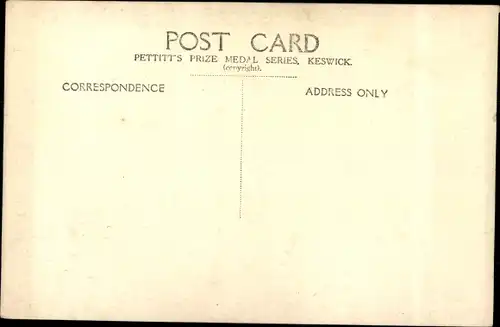 POST CARD
PETTITT'S PRIZE MEDAL SERIES, KESWICK.
(copyright).
CORRESPONDENCE
ADDRESS ONLY